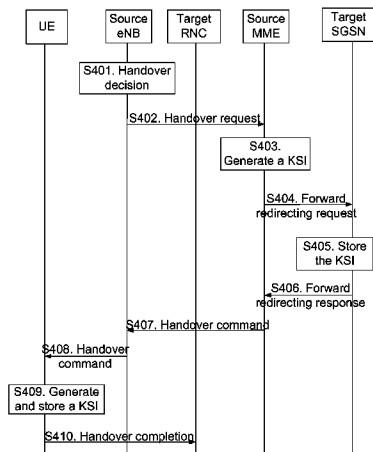 UE
Source
eNB
Target
RNC
Source
MME
Target
SGSN
S401. Handover
decision
S402. Handover request
S403.
Generate a KSI
S404. Forward
redirecting request
S405. Store
the KSI
S406. Forward
redirecting response
S407. Handover command
S408. Handover
command
S409. Generate
and store a KSI
S410. Handover completion